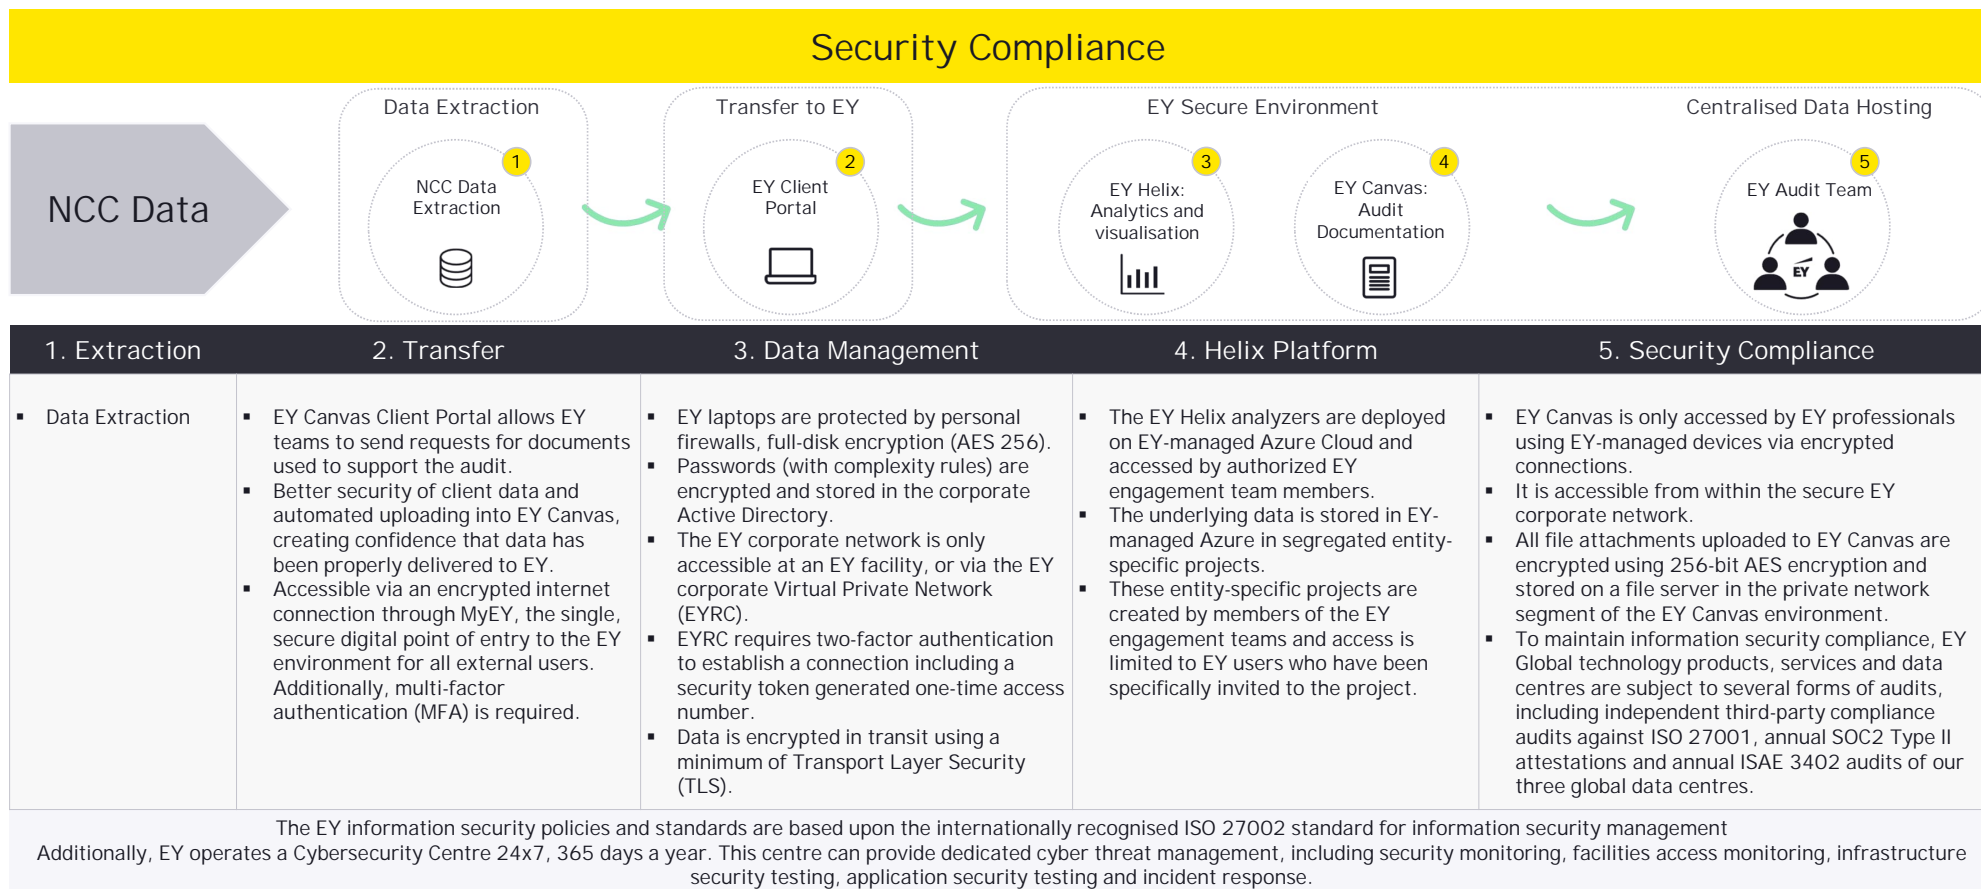 Security Compliance
NCC Data
Data Extraction
1
NCC Data
Extraction
Transfer to EY
2
EY Client
Portal
EY Secure Environment
3
EY Helix:
Analytics and
visualisation
4
EY Canvas:
Audit
Documentation
Centralised Data Hosting
5
EY Audit Team
EY
1. Extraction
▪ Data Extraction
2. Transfer
▪ EY Canvas Client Portal allows EY
teams to send requests for documents
used to support the audit.
▪ Better security of client data and
automated uploading into EY Canvas,
creating confidence that data has
been properly delivered to EY.
▪ Accessible via an encrypted internet
connection through MyEY, the single,
secure digital point of entry to the EY
environment for all external users.
Additionally, multi-factor
authentication (MFA) is required.
3. Data Management
▪ EY laptops are protected by personal
firewalls, full-disk encryption (AES 256).
▪ Passwords (with complexity rules) are
encrypted and stored in the corporate
Active Directory.
▪ The EY corporate network is only
accessible at an EY facility, or via the EY
corporate Virtual Private Network
(EYRC).
▪ EYRC requires two-factor authentication
to establish a connection including a
security token generated one-time access
number.
▪ Data is encrypted in transit using a
minimum of Transport Layer Security
(TLS).
4. Helix Platform
▪ The EY Helix analyzers are deployed
on EY-managed Azure Cloud and
accessed by authorized EY
engagement team members.
▪ The underlying data is stored in EY-
managed Azure in segregated entity-
specific projects.
▪ These entity-specific projects are
created by members of the EY
engagement teams and access is
limited to EY users who have been
specifically invited to the project.
5. Security Compliance
▪ EY Canvas is only accessed by EY professionals
using EY-managed devices via encrypted
connections.
▪ It is accessible from within the secure EY
corporate network.
▪ All file attachments uploaded to EY Canvas are
encrypted using 256-bit AES encryption and
stored on a file server in the private network
segment of the EY Canvas environment.
▪ To maintain information security compliance, EY
Global technology products, services and data
centres are subject to several forms of audits,
including independent third-party compliance
audits against ISO 27001, annual SOC2 Type II
attestations and annual ISAE 3402 audits of our
three global data centres.
The EY information security policies and standards are based upon the internationally recognised ISO 27002 standard for information security management
Additionally, EY operates a Cybersecurity Centre 24x7, 365 days a year. This centre can provide dedicated cyber threat management, including security monitoring, facilities access monitoring, infrastructure
security testing, application security testing and incident response.